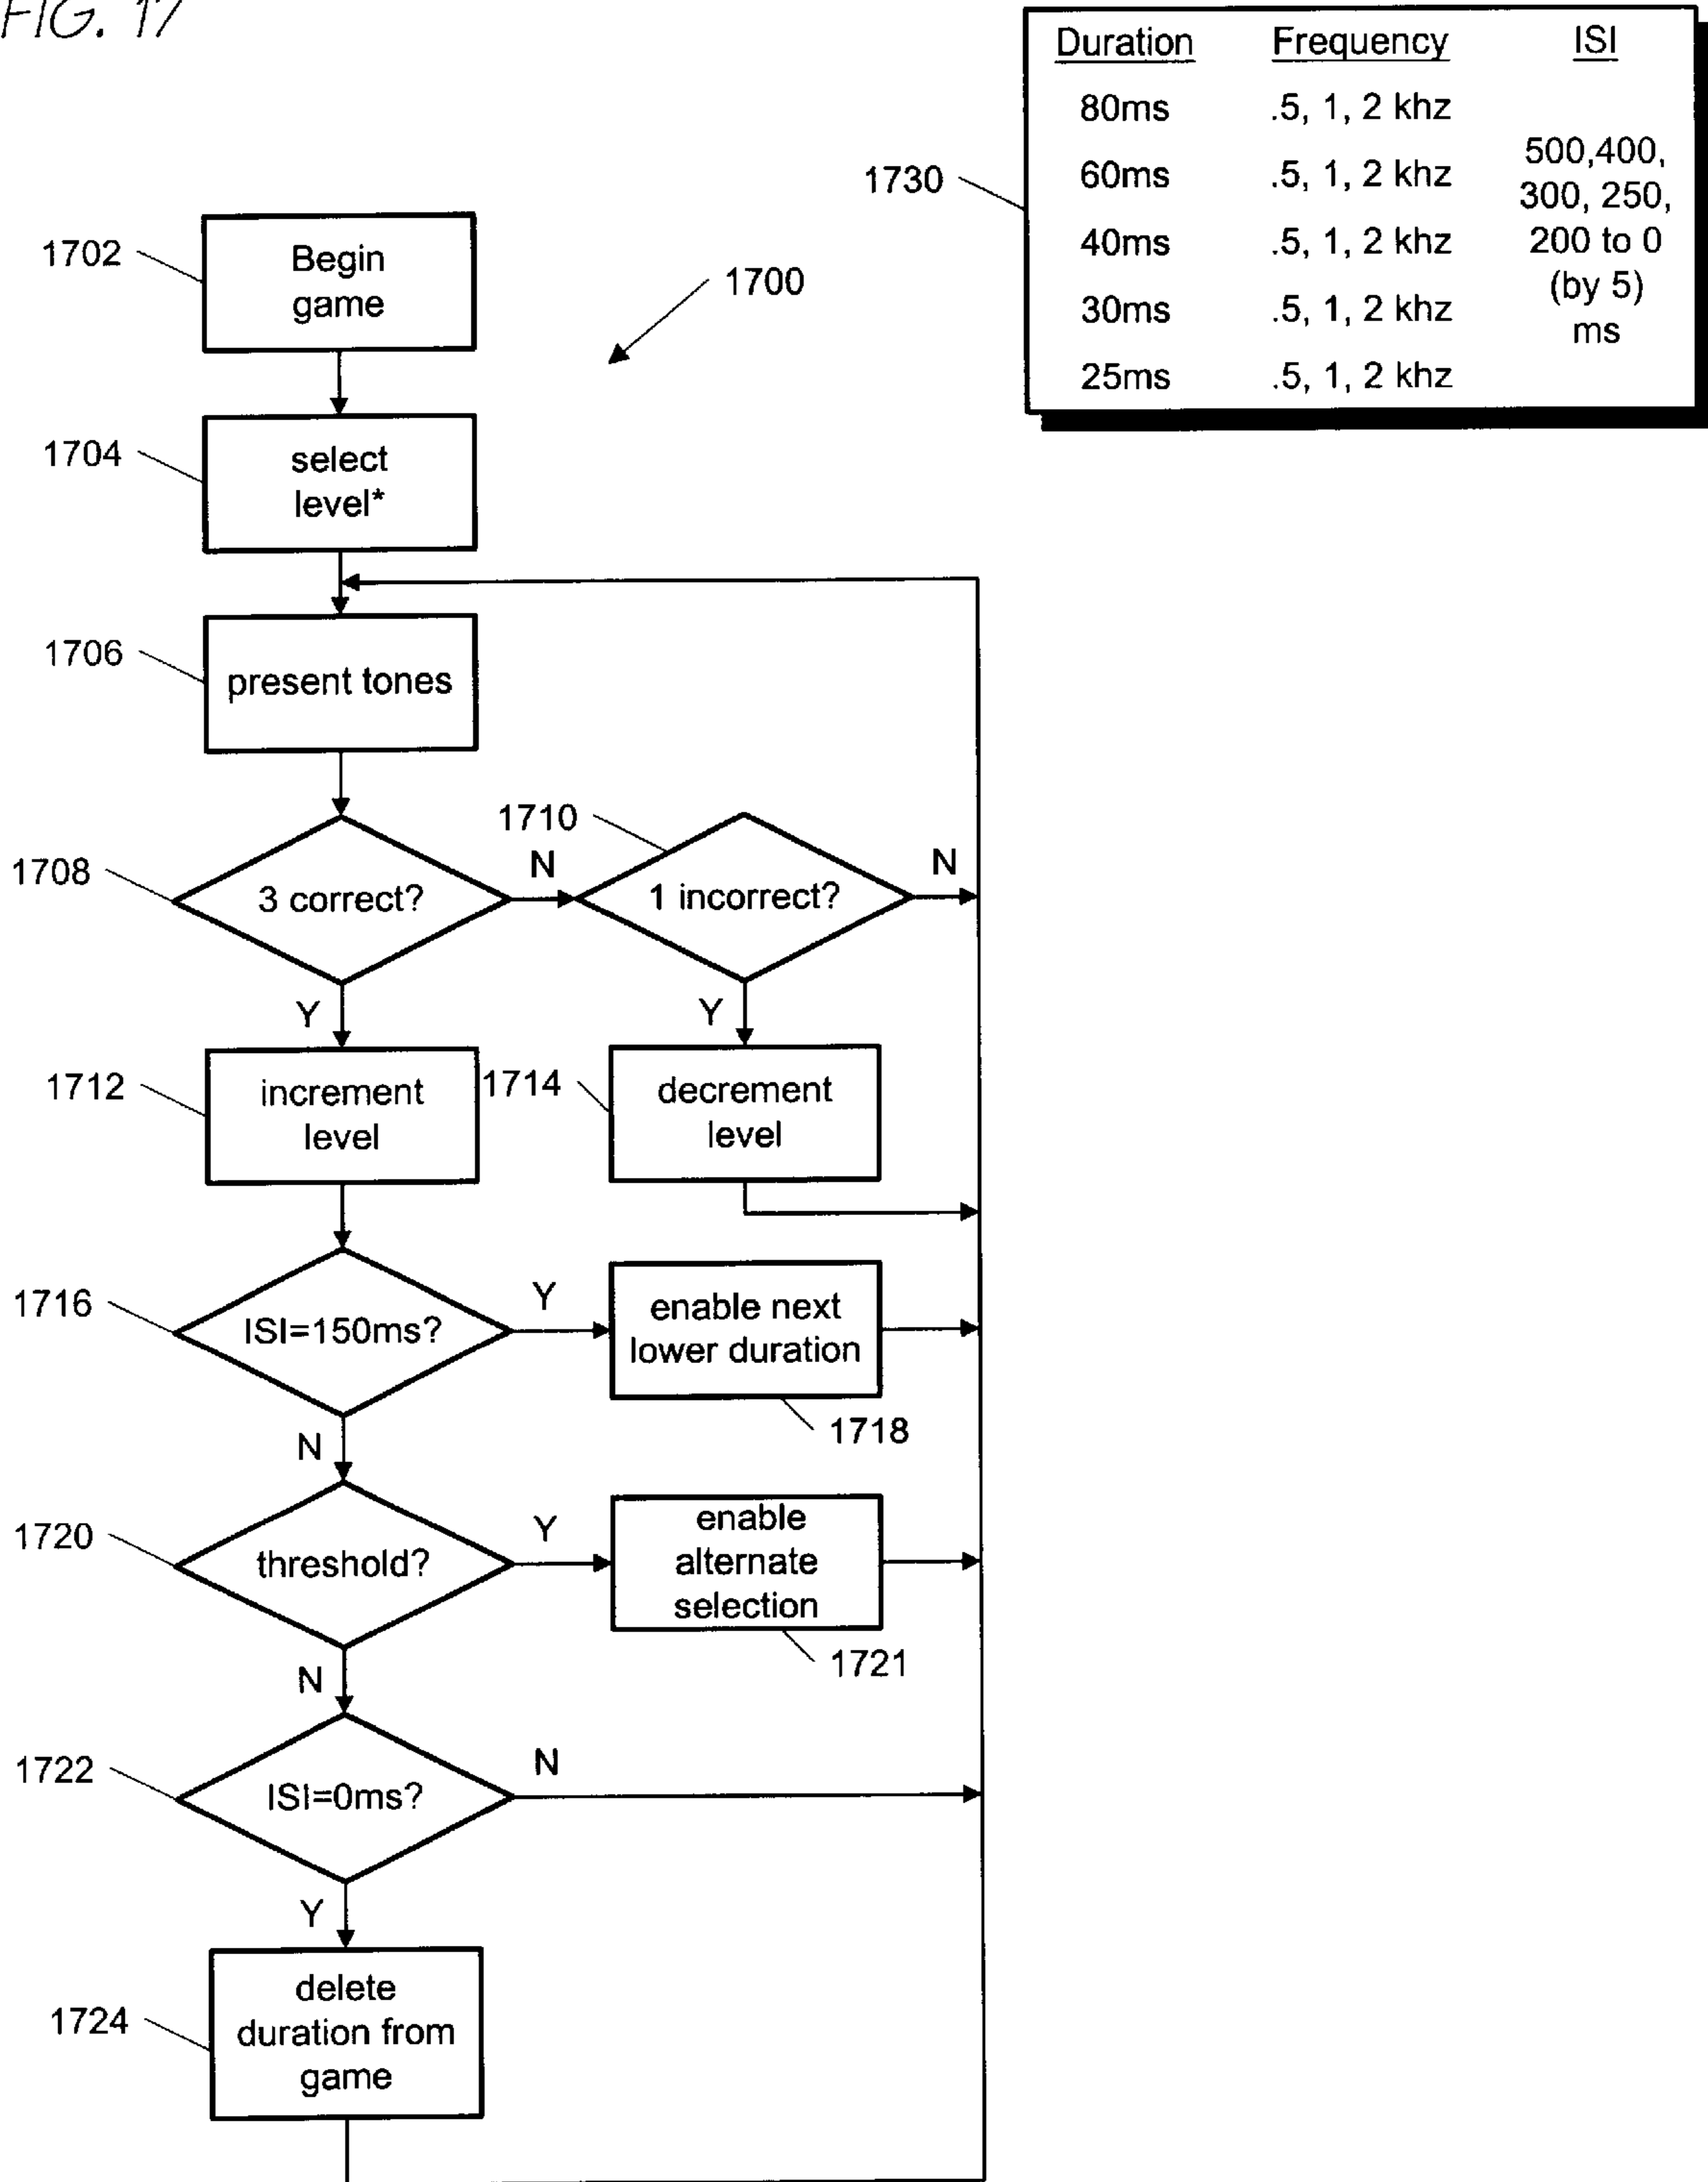 FIG. 17
Duration Frequency ISI
80ms .5, 1, 2 khz
60ms .5, 1, 2 khz
40ms .5, 1, 2 khz
30ms .5, 1, 2 khz
25ms .5, 1, 2 khz
500,400,
300, 250,
200 to 0
(by 5)
ms
1730
1702
Begin
game
1700
1704
select
level*
1706
present tones
1708
3 correct?
N
1710
1 incorrect?
N
Y
Y
1712
increment
level
1714
decrement
level
1716
ISI=150ms?
Y
enable next
lower duration
1718
N
1720
threshold?
Y
enable
alternate
selection
1721
N
1722
ISI=0ms?
N
Y
1724
delete
duration from
game